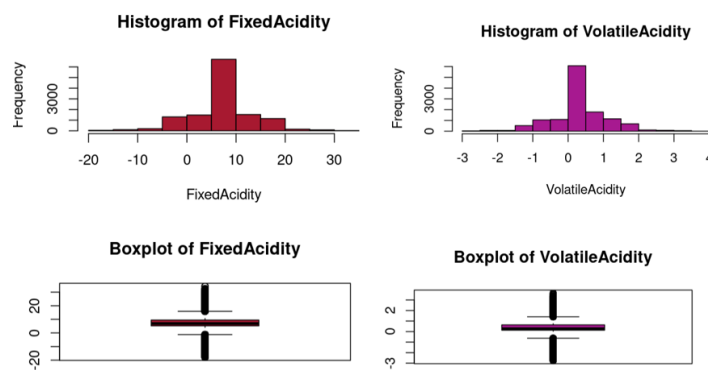 Histogram of FixedAcidity
Frequency
3000
0
-20 -10 0 10 20 30
FixedAcidity
Histogram of VolatileAcidity
Frequency
3000
0
-3 -2 -1 0 1 2 3 4
VolatileAcidity
Boxplot of FixedAcidity
20
0
-20
Boxplot of VolatileAcidity
2
0
-3